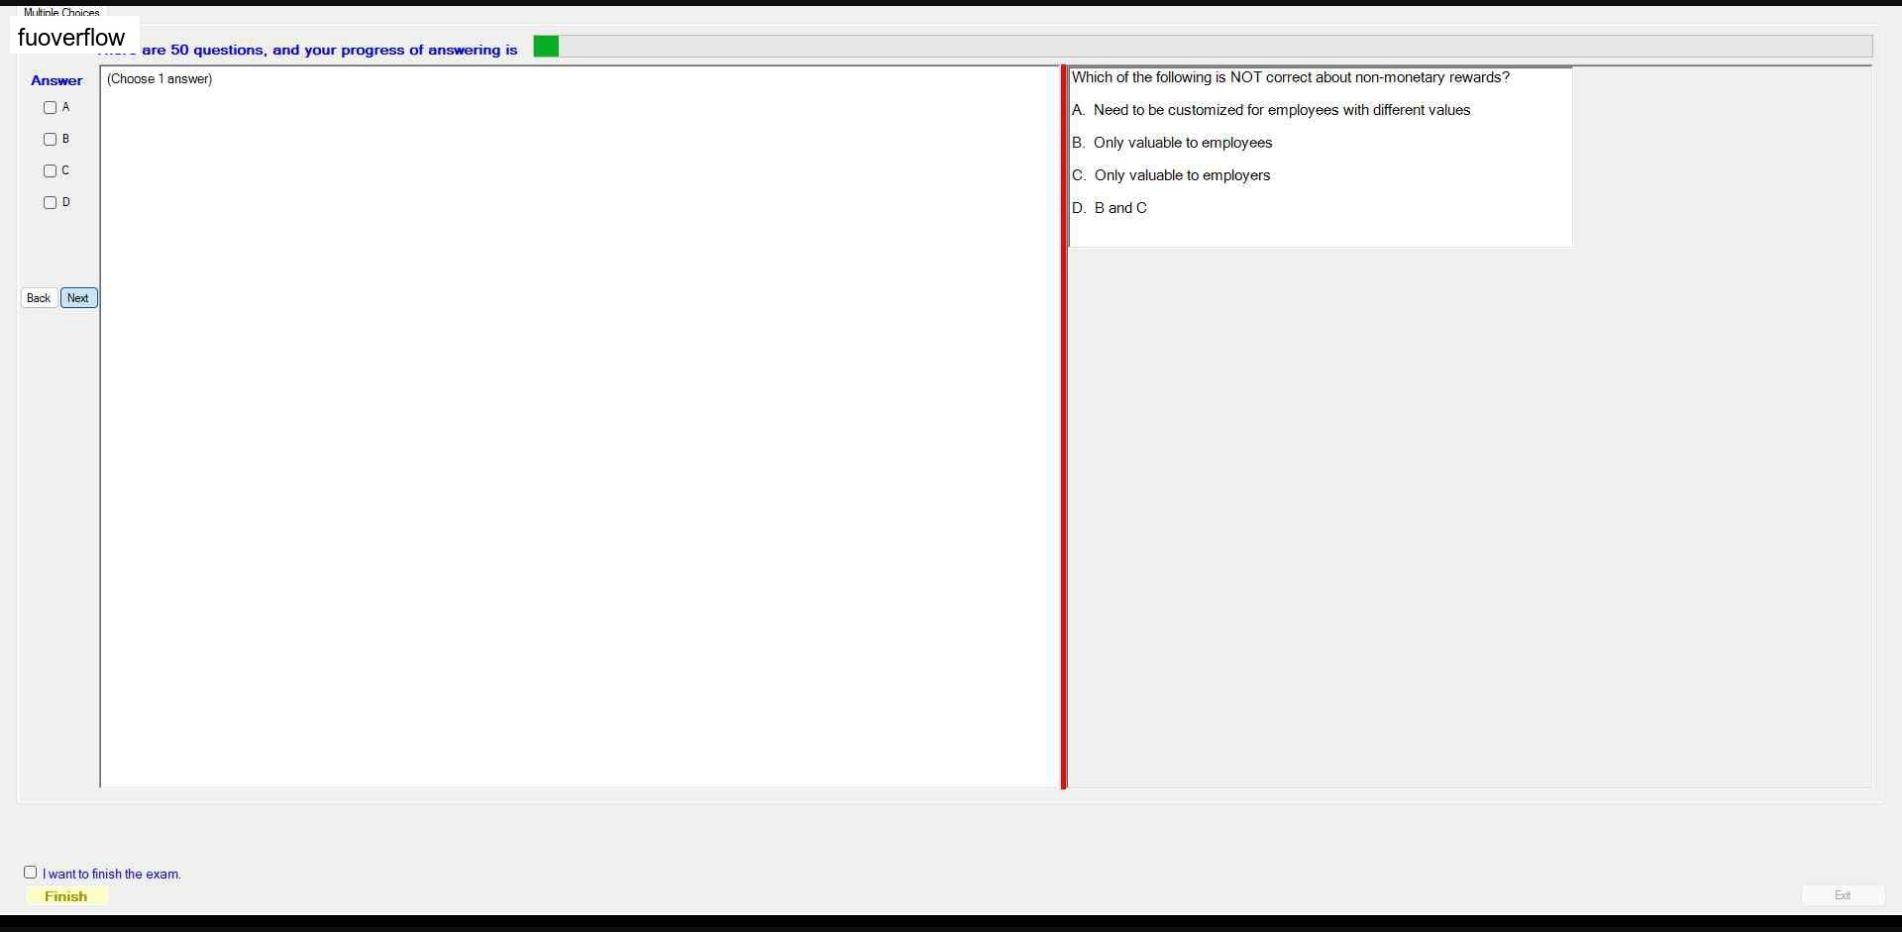 Multiple Choices
fuoverflow
are 50 questions, and your progress of answering is
Answer
(Choose 1 answer)
A
B
C
D
Back
Next
Which of the following is NOT correct about non-monetary rewards?
A. Need to be customized for employees with different values
B. Only valuable to employees
C. Only valuable to employers
D. B and C
I want to finish the exam.
Finish
Exit